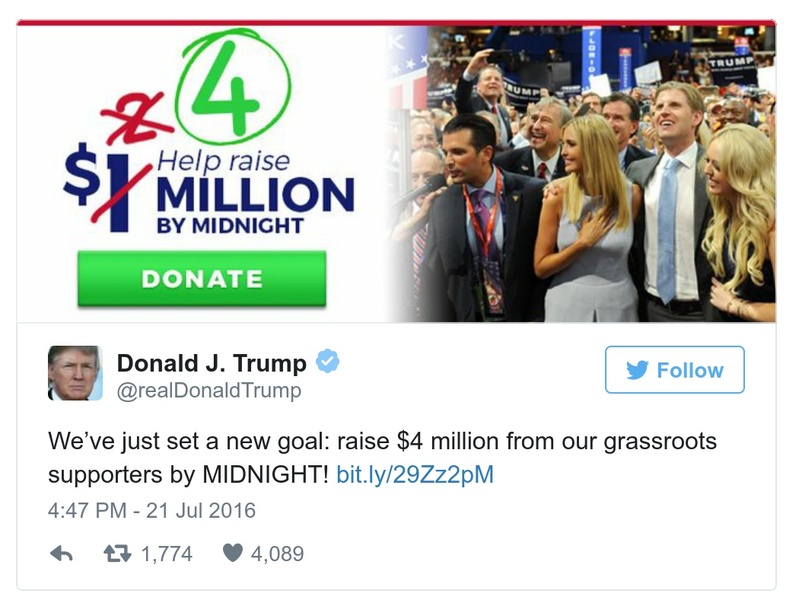 4
2
$1 Help raise
MILLION
BY MIDNIGHT
DONATE
K
FLORIDA
TRUMP
TRUMP
Donald J. Trump
@realDonaldTrump
Follow
We’ve just set a new goal: raise $4 million from our grassroots
supporters by MIDNIGHT! bit.ly/29Zz2pM
4:47 PM - 21 Jul 2016
1,774 4,089